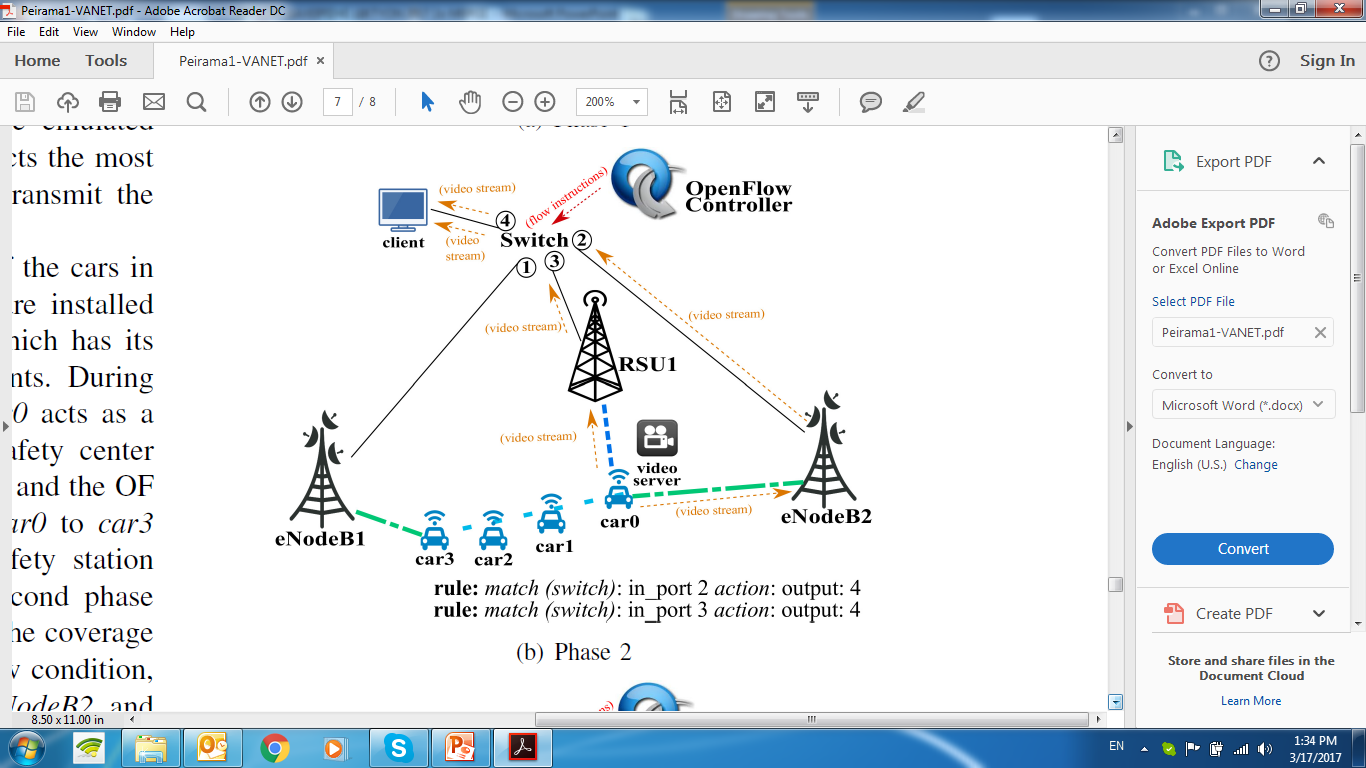 Peirama1-VANET.pdf - Adobe Acrobat Reader DC
File Edit View Window Help
Home Tools Peirama1-VANET.pdf ×
? Sign In
7 / 8 200%
cts the most
transmit the
the cars in
re installed
hich has its
nts. During
0 acts as a
afety center
and the OF
ar0 to car3
fety station
cond phase
he coverage
condition,
NodeB2 and
(flow instructions)
OpenFlow
Controller
(video stream)
client
(video
stream)
4
Switch 2
1 3
(video stream)
(video stream)
RSU1
(video stream)
video
server
eNodeB1
car3
car2
car1
car0
(video stream)
eNodeB2
rule: match (switch): in_port 2 action: output: 4
rule: match (switch): in_port 3 action: output: 4
(b) Phase 2
8.50 x 11.00 in
Export PDF
Adobe Export PDF
Convert PDF Files to Word
or Excel Online
Select PDF File
Peirama1-VANET.pdf
Convert to
Microsoft Word (*.docx)
Document Language:
English (U.S.) Change
Convert
Create PDF
Store and share files in the
Document Cloud
Learn More
EN
1:34 PM
3/17/2017